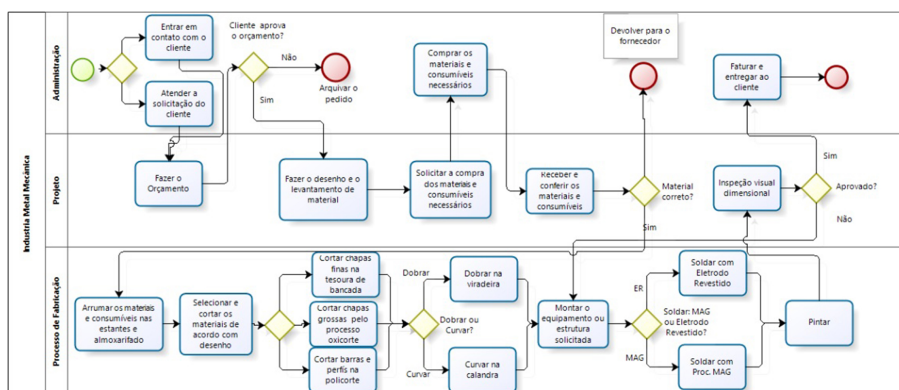 Industria Metal Mecânica
Administração
Entrar em
contato com o
cliente
Atender a
solicitação do
cliente
Cliente aprova
o orçamento?
Não
Sim
Arquivar o
pedido
Comprar os
materiais e
consumíveis
necessários
Devolver para o
fornecedor
Faturar e
entregar ao
cliente
Projeto
Fazer o
Orçamento
Fazer o desenho e o
levantamento de
material
Solicitar a compra
dos materiais e
consumíveis
necessários
Receber e
conferir os
materiais e
consumíveis
Material
correto?
Sim
Inspeção visual
dimensional
Sim
Aprovado?
Não
Processo de Fabricação
Arrumar os materiais
e consumíveis nas
estantes e
almoxarifado
Selecionar e
cortar os
materiais de
acordo com
desenho
Cortar chapas
finas na
tesoura de
bancada
Cortar chapas
grossas pelo
processo
oxicorte
Cortar barras e
perfis na
policorte
Dobrar
Dobrar ou
Curvar?
Curvar
Dobrar na
viradeira
Curvar na
calandra
Montar o
equipamento ou
estrutura
solicitada
ER
Soldar: MAG
ou Eletrodo
Revestido?
MAG
Soldar com
Eletrodo
Revestido
Soldar com
Proc. MAG
Pintar